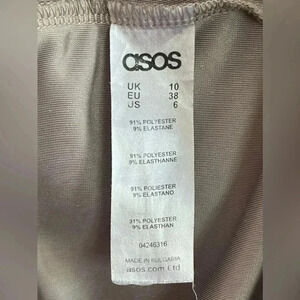 asos
UK 10
EU 38
US 6
91% POLYESTER
9% ELASTANE
91% POLYESTER
9% ELASTHANNE
91% POLIESTER
9% ELASTANO
91% POLYESTER
9% ELASTHAN
04246316
MADE IN BULGARIA
asos.com Ltd